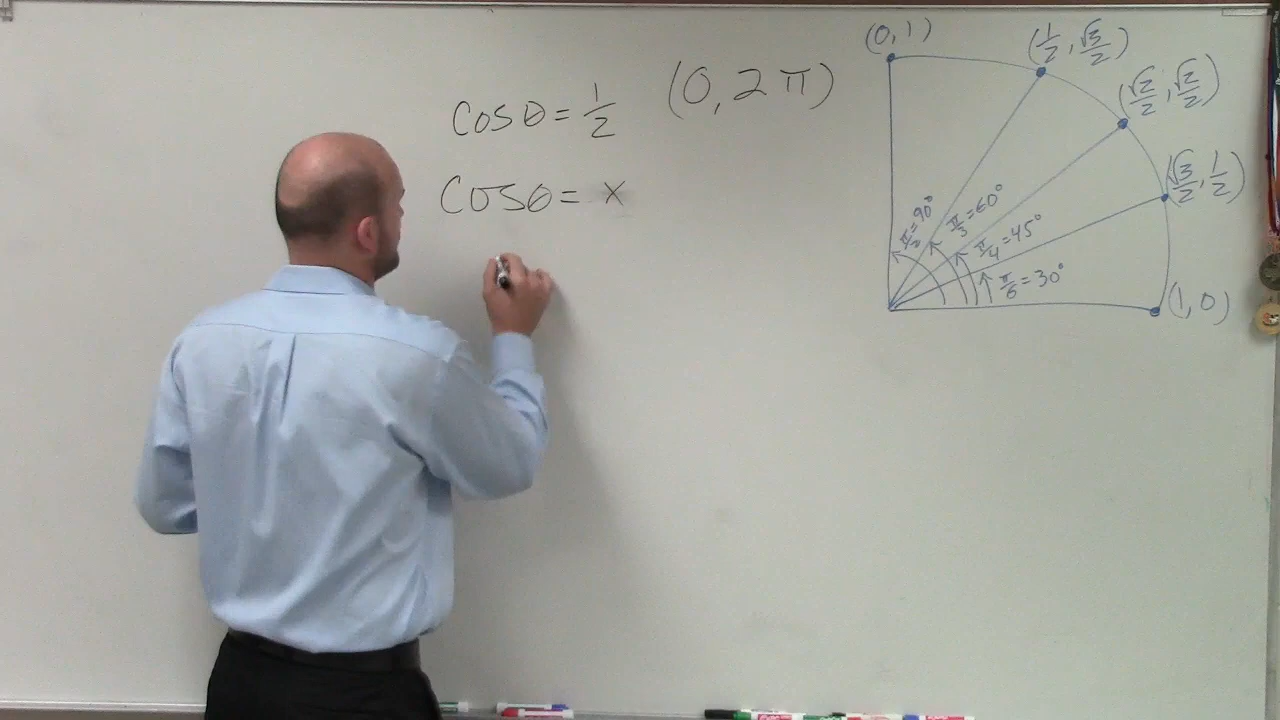 cosθ = 1/2 (0, 2π)
cosθ = x
(0, 1)
(1/2, √3/2)
(√2/2, √2/2)
(√3/2, 1/2)
(1, 0)
π/2 = 90°
π/3 = 60°
π/4 = 45°
π/6 = 30°